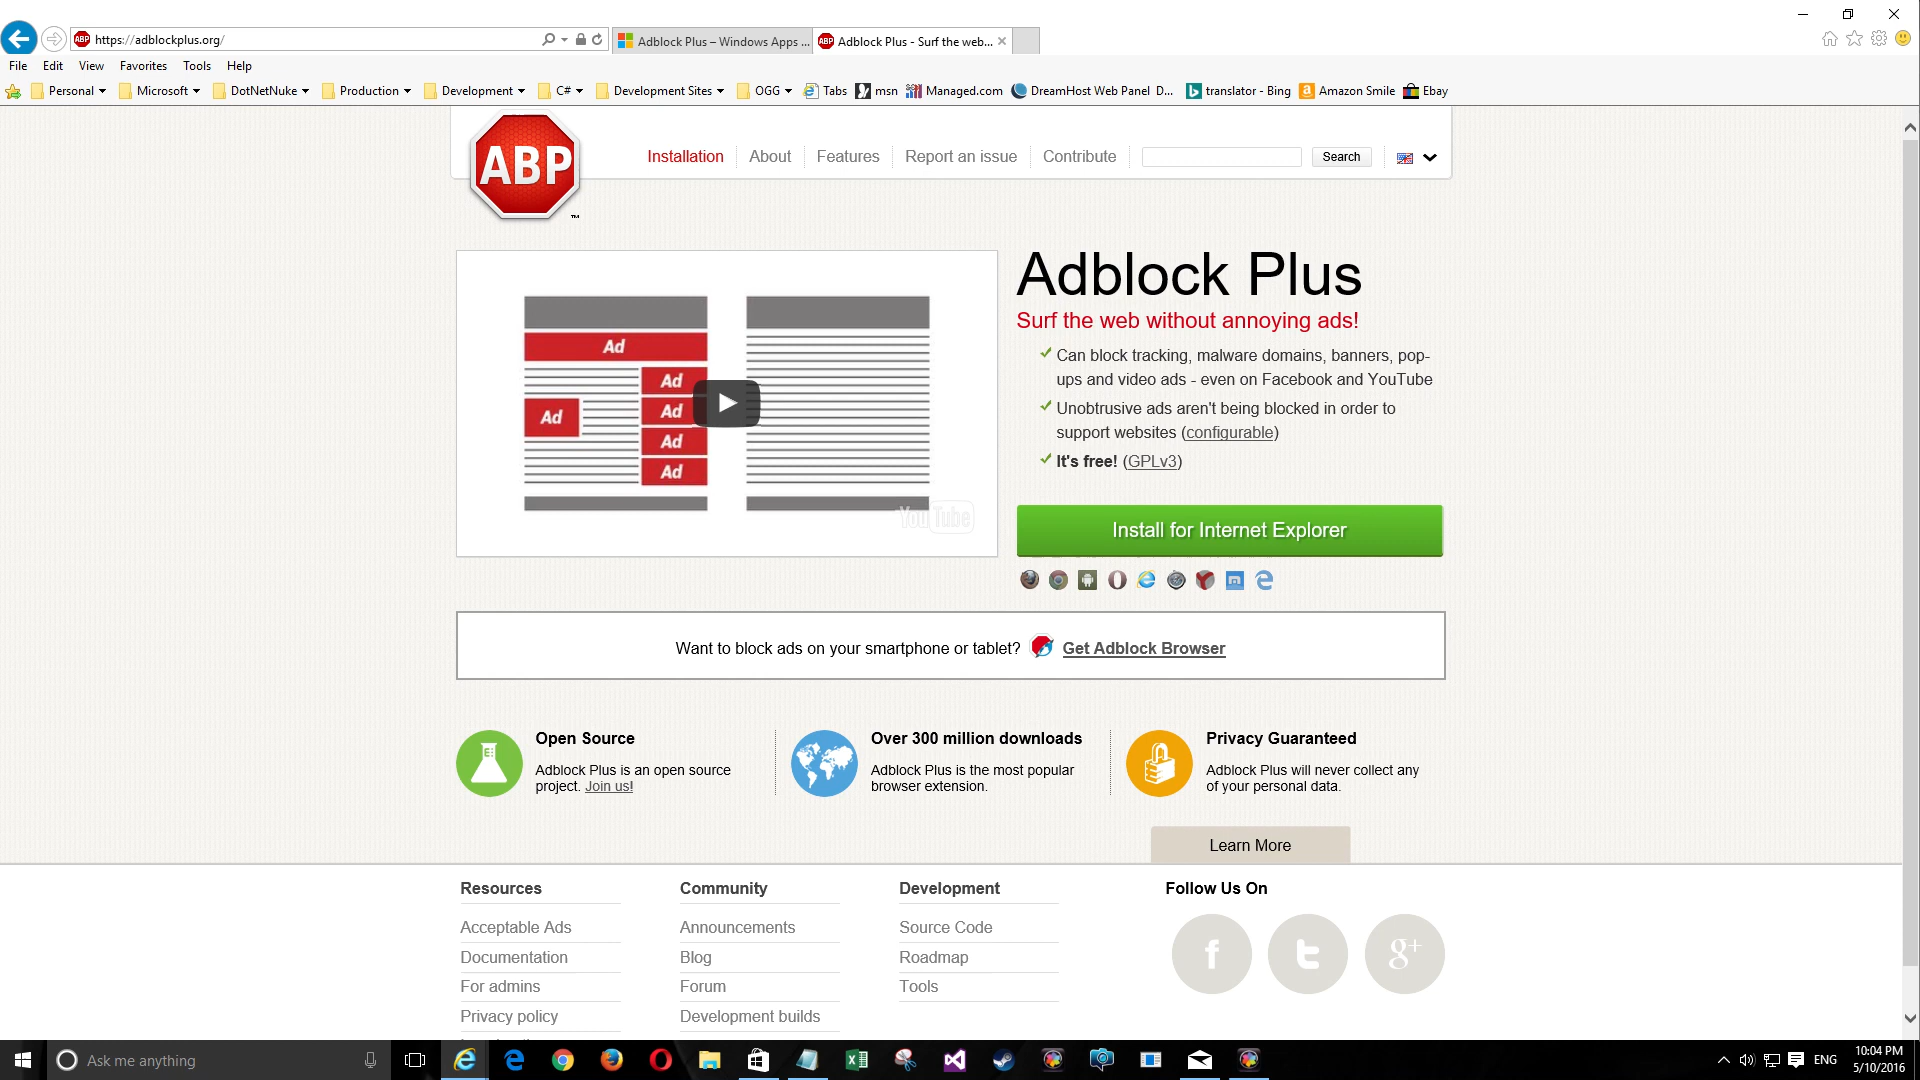 https://adblockplus.org/
Adblock Plus – Windows Apps ...
ABP
Adblock Plus - Surf the web...
File Edit View Favorites Tools Help
Personal Microsoft DotNetNuke Production Development C# Development Sites OGG Tabs msn Managed.com DreamHost Web Panel D... translator - Bing Amazon Smile Ebay
ABP
™
Installation About Features Report an issue Contribute Search
Ad
Ad
Ad
Ad
Ad
Ad
YouTube
Adblock Plus
Surf the web without annoying ads!
Can block tracking, malware domains, banners, pop-
ups and video ads - even on Facebook and YouTube
Unobtrusive ads aren't being blocked in order to
support websites (configurable)
It's free! (GPLv3)
Install for Internet Explorer
Want to block ads on your smartphone or tablet? Get Adblock Browser
Open Source
Adblock Plus is an open source
project. Join us!
Over 300 million downloads
Adblock Plus is the most popular
browser extension.
Privacy Guaranteed
Adblock Plus will never collect any
of your personal data.
Learn More
Resources
Acceptable Ads
Documentation
For admins
Privacy policy
Community
Announcements
Blog
Forum
Development builds
Development
Source Code
Roadmap
Tools
Follow Us On
f
t
g+
Ask me anything
ENG
10:04 PM
5/10/2016